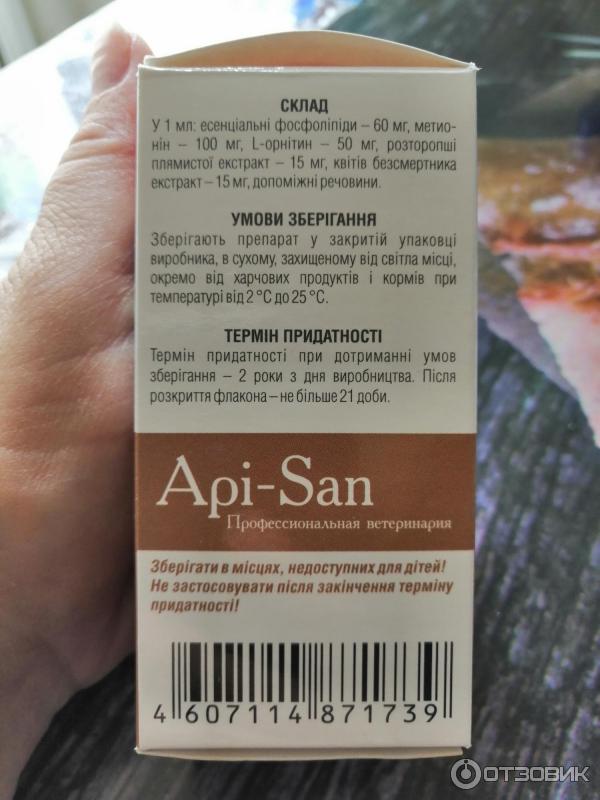 СКЛАД
У 1 мл: есенціальні фосфоліпіди – 60 мг, метіо-
нін – 100 мг, L-орнітин – 50 мг, розторопші
плямистої екстракт – 15 мг, квітів безсмертника
екстракт – 15 мг, допоміжні речовини.
УМОВИ ЗБЕРІГАННЯ
Зберігають препарат у закритій упаковці
виробника, в сухому, захищеному від світла місці,
окремо від харчових продуктів і кормів при
температурі від 2 °С до 25 °С.
ТЕРМІН ПРИДАТНОСТІ
Термін придатності при дотриманні умов
зберігання – 2 роки з дня виробництва. Після
розкриття флакона – не більше 21 доби.
Api-San
Профессиональная ветеринария
Зберігати в місцях, недоступних для дітей!
Не застосовувати після закінчення терміну
придатності!
4 607114 871739
ОТЗОВИК